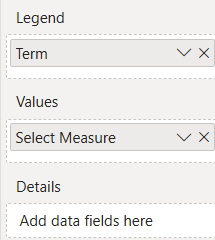 Legend
Term
Values
Select Measure
Details
Add data fields here